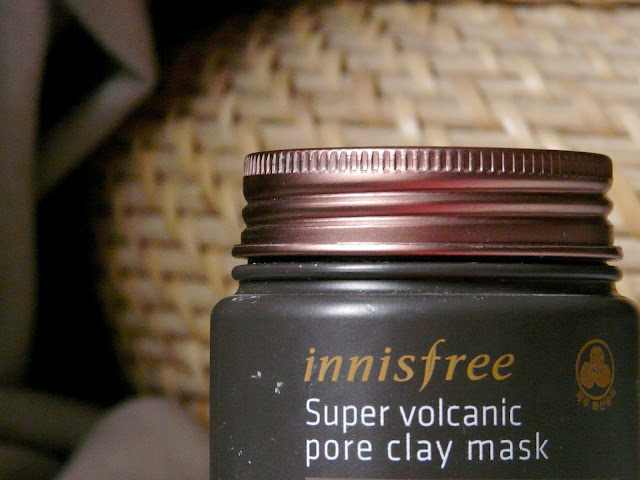 innisfree
Super volcanic
pore clay mask